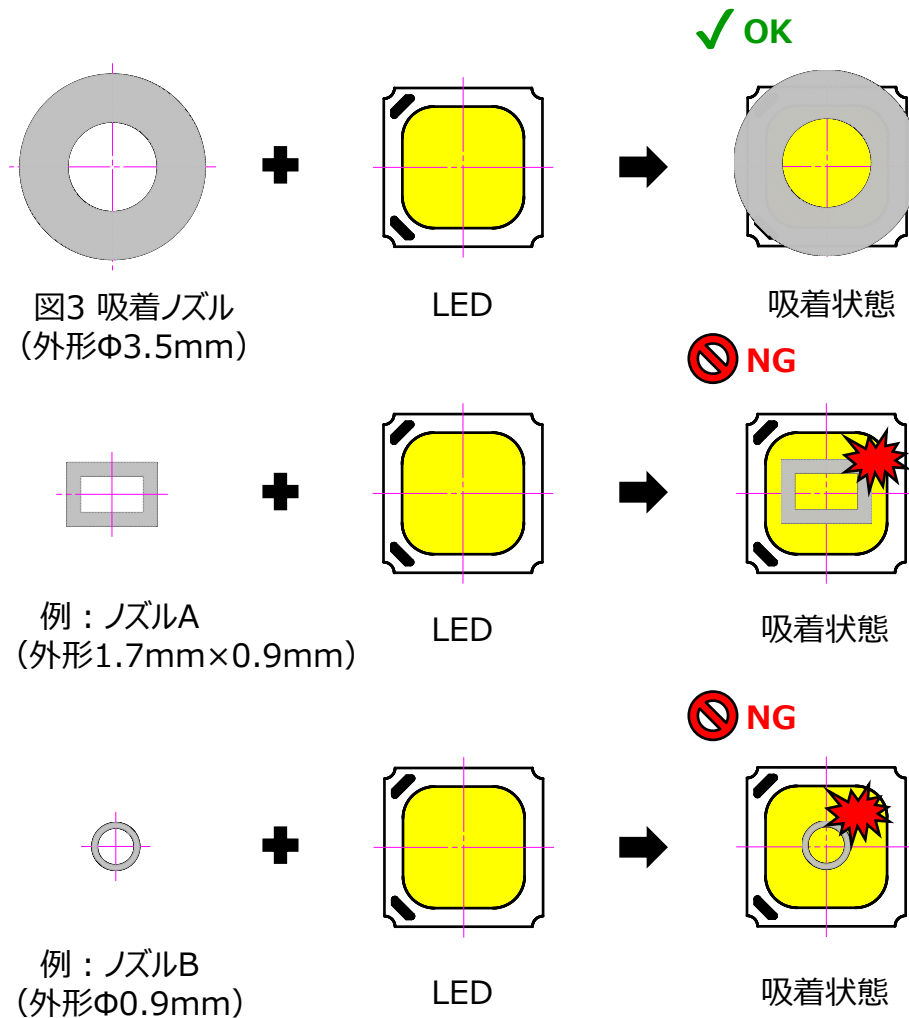 OK
図3 吸着ノズル
（外形Φ3.5mm）
LED
吸着状態
NG
例：ノズルA
（外形1.7mm×0.9mm）
LED
吸着状態
NG
例：ノズルB
（外形Φ0.9mm）
LED
吸着状態